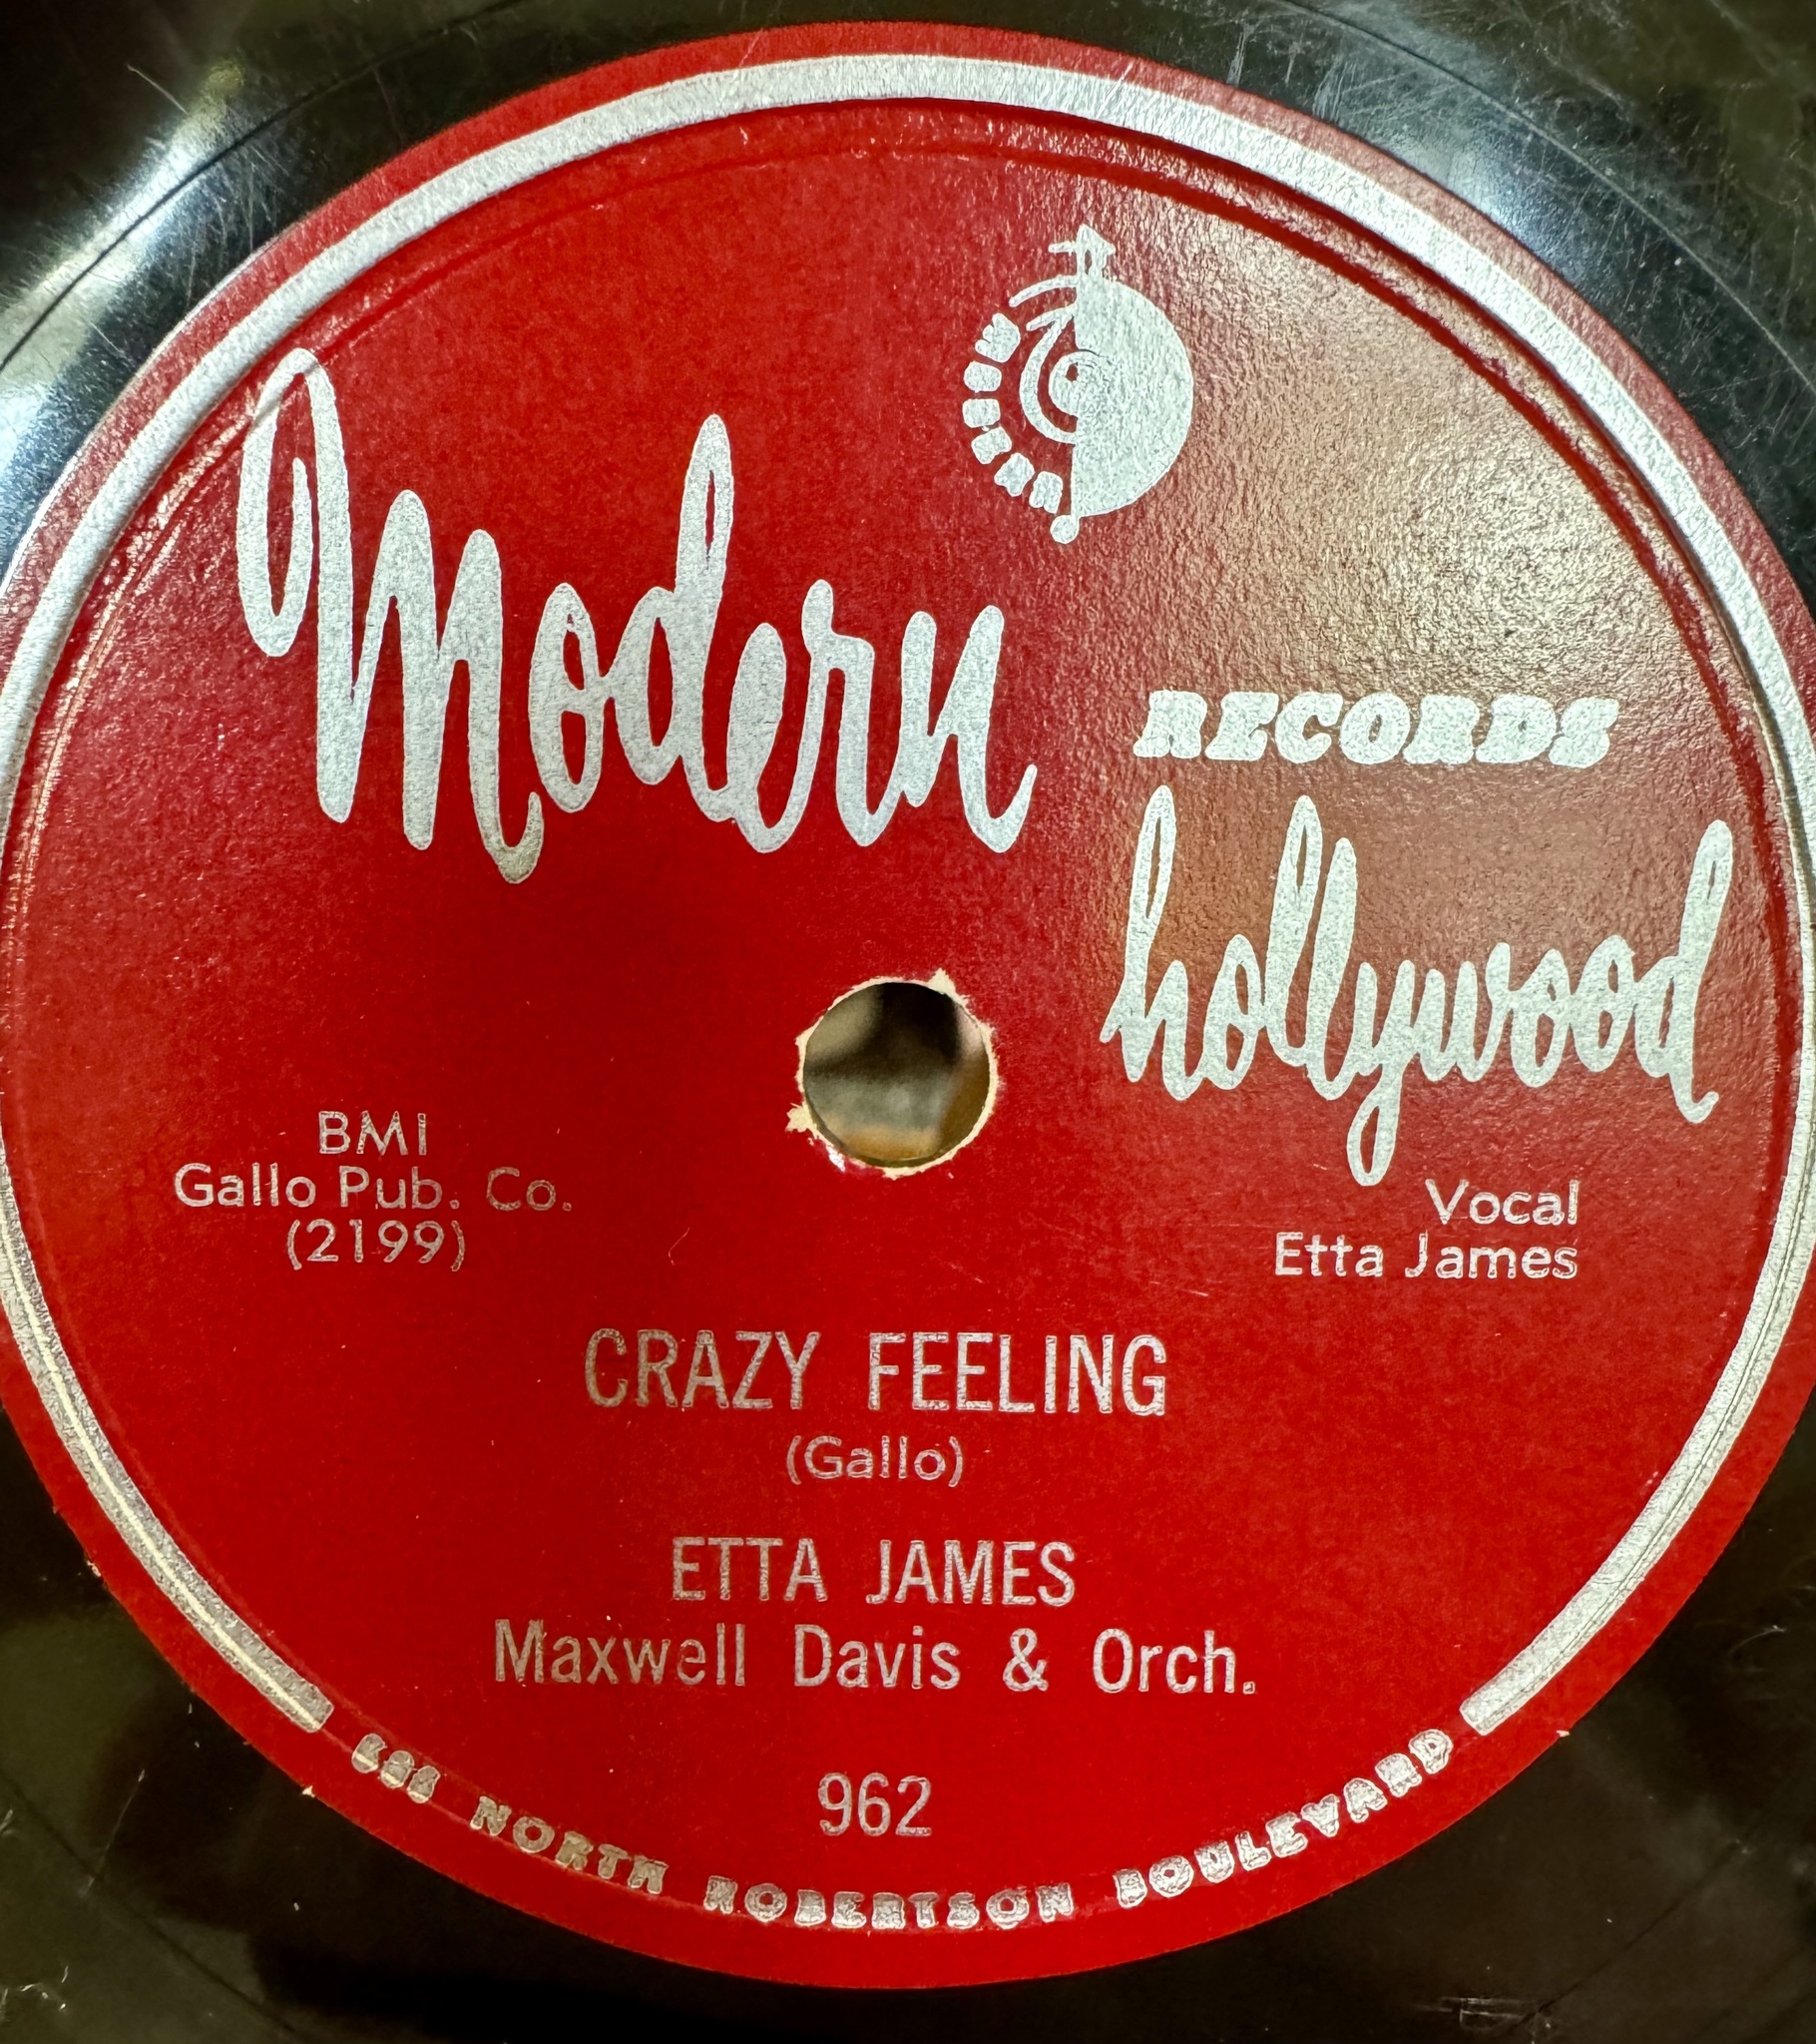 Modern
RECORDS
hollywood
BMI
Gallo Pub. Co.
(2199)
Vocal
Etta James
CRAZY FEELING
(Gallo)
ETTA JAMES
Maxwell Davis & Orch.
962
NORTH ROBERTSON BOULEVARD